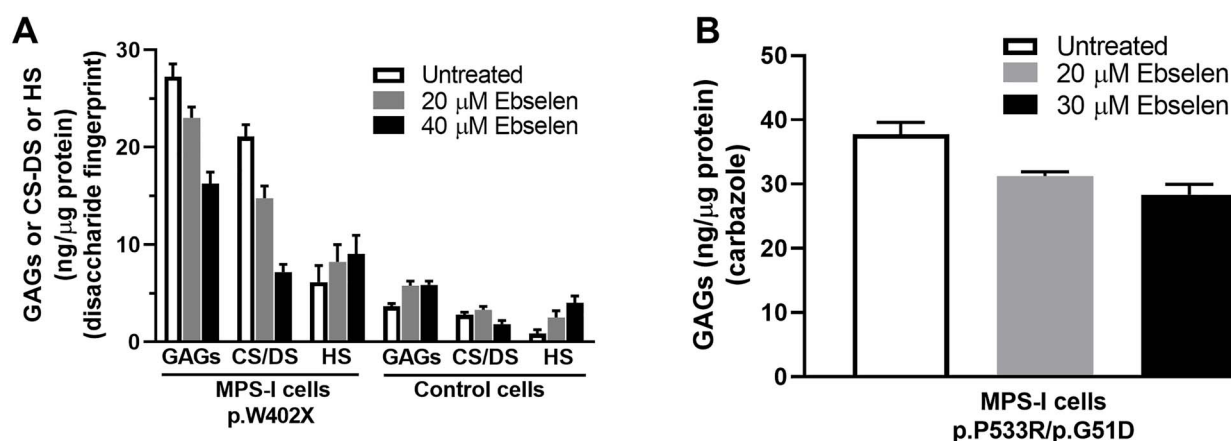 A
GAGs or CS-DS or HS
(ng/μg protein)
(disaccharide fingerprint)
30
20
10
0
Untreated
20 μM Ebselen
40 μM Ebselen
GAGs CS/DS HS GAGs CS/DS HS
MPS-I cells
p.W402X
Control cells
B
GAGs (ng/μg protein)
(carbazole)
50
40
30
20
10
0
Untreated
20 μM Ebselen
30 μM Ebselen
MPS-I cells
p.P533R/p.G51D